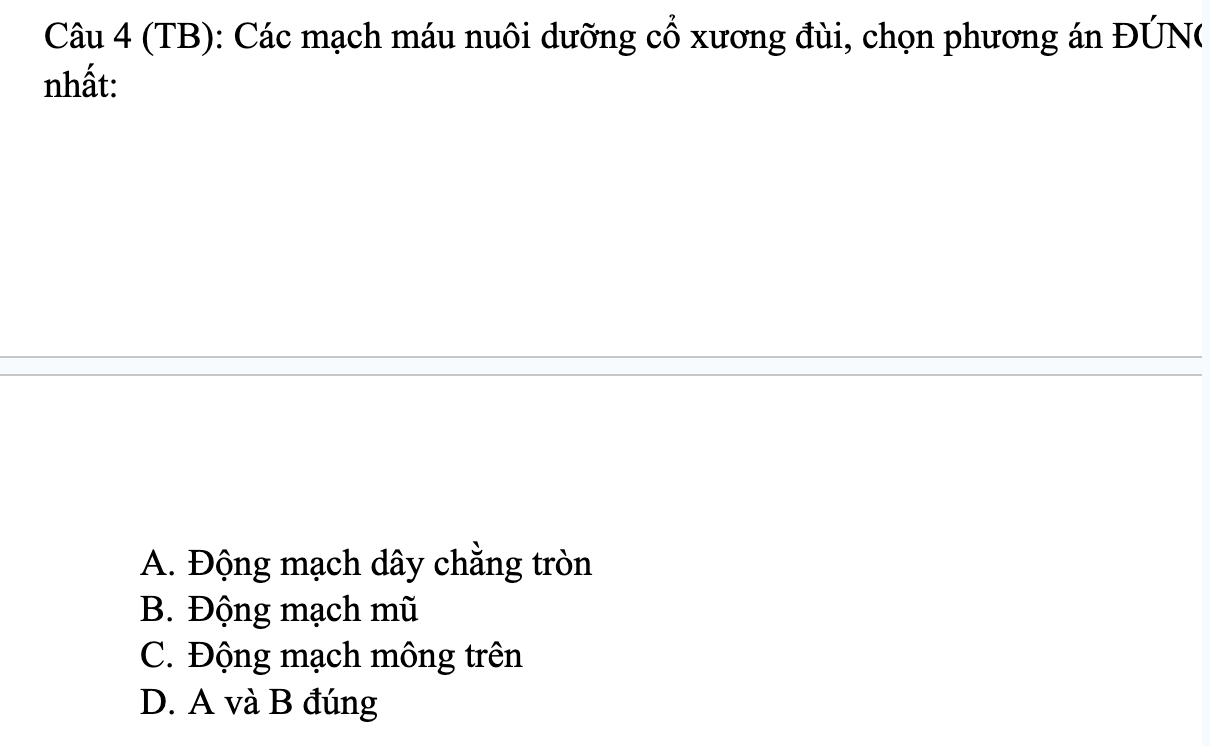 Câu 4 (TB): Các mạch máu nuôi dưỡng cổ xương đùi, chọn phương án ĐÚN
nhất:
A. Động mạch dây chằng tròn
B. Động mạch mũ
C. Động mạch mông trên
D. A và B đúng